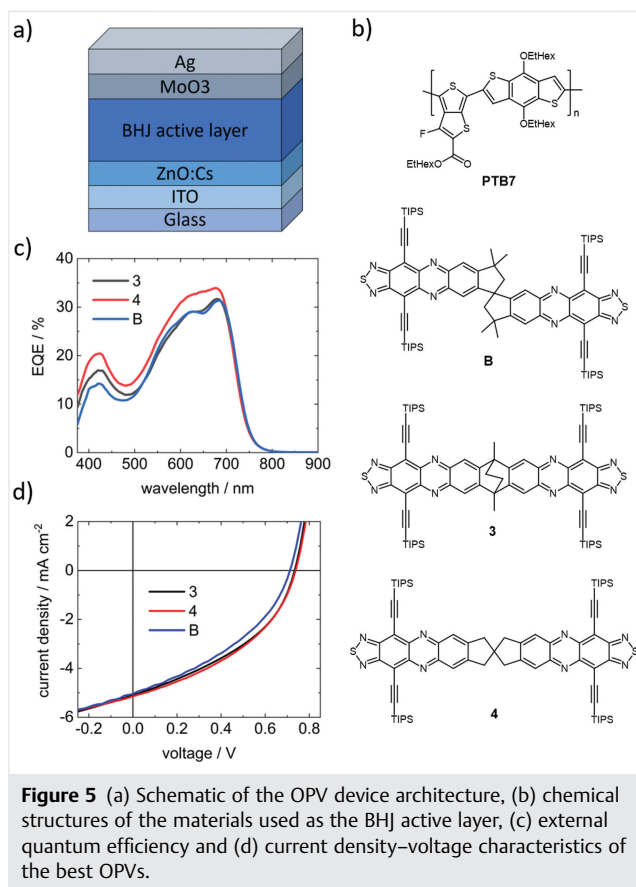 a)
Ag
MoO3
BHJ active layer
ZnO:Cs
ITO
Glass
b)
OEtHex
S
S
S
S
n
F
OEtHex
EtHexO
O
PTB7
TIPS
TIPS
N
N
N
S
N
N
N
N
S
N
N
N
TIPS
TIPS
B
TIPS
TIPS
N
N
N
N
S
S
N
N
N
N
TIPS
TIPS
3
TIPS
TIPS
N
N
N
N
S
S
N
N
N
N
TIPS
TIPS
4
c)
EQE / %
40
30
20
10
0
3
4
B
400 500 600 700 800 900
wavelength / nm
d)
current density / mA cm-2
2
0
-2
-4
-6
3
4
B
-0.2 0.0 0.2 0.4 0.6 0.8
voltage / V
Figure 5 (a) Schematic of the OPV device architecture, (b) chemical
structures of the materials used as the BHJ active layer, (c) external
quantum efficiency and (d) current density–voltage characteristics of
the best OPVs.